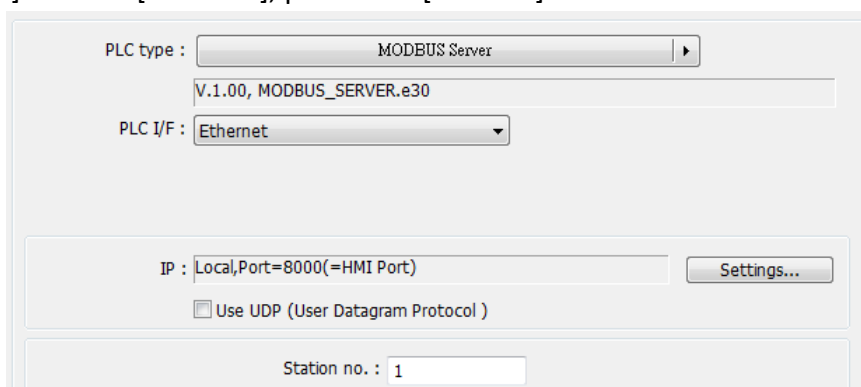 PLC type : MODBUS Server
V.1.00, MODBUS_SERVER.e30
PLC I/F : Ethernet
IP : Local,Port=8000(=HMI Port) Settings...
Use UDP (User Datagram Protocol )
Station no. : 1